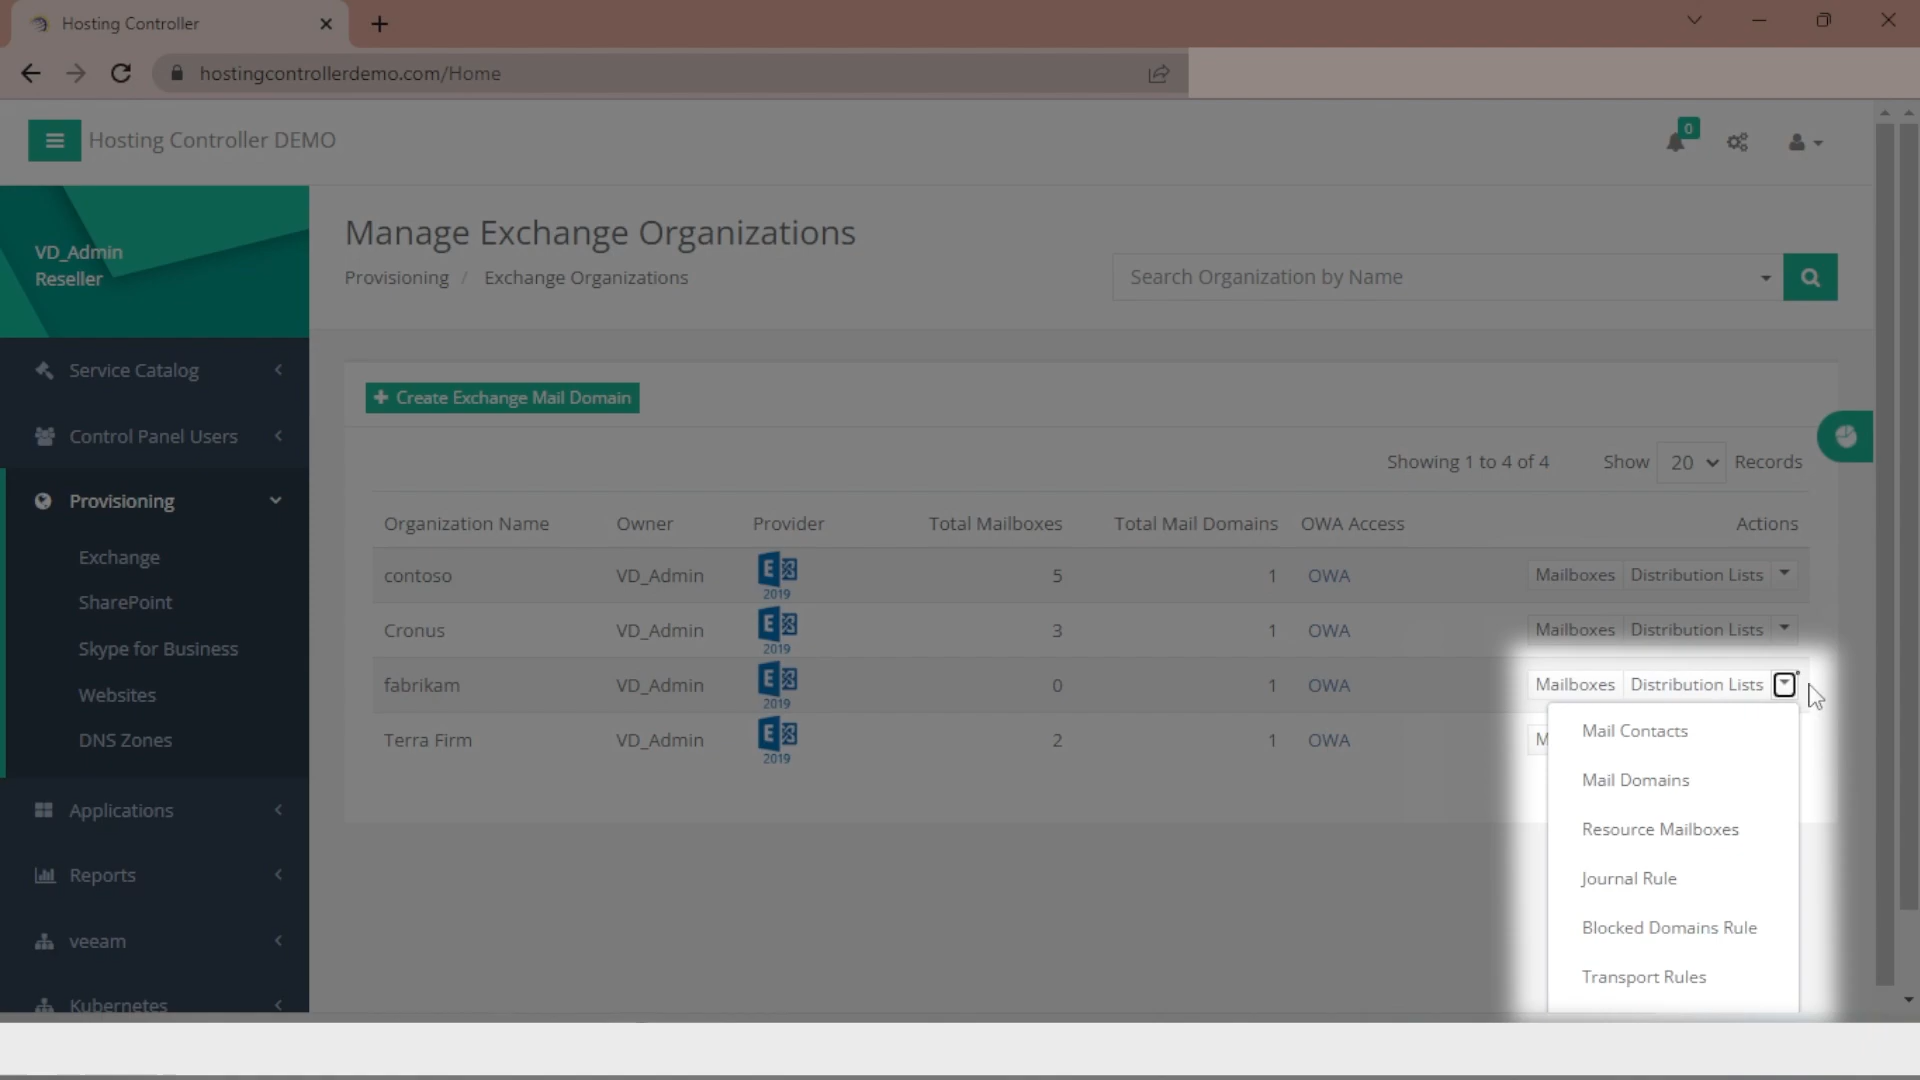 Hosting Controller
hostingcontrollerdemo.com/Home
Hosting Controller DEMO
0
VD_Admin
Reseller
Service Catalog
Control Panel Users
Provisioning
Exchange
SharePoint
Skype for Business
Websites
DNS Zones
Applications
Reports
veeam
Kubernetes
Manage Exchange Organizations
Provisioning / Exchange Organizations
Search Organization by Name
Create Exchange Mail Domain
Showing 1 to 4 of 4 Show 20 Records
Organization Name Owner Provider Total Mailboxes Total Mail Domains OWA Access Actions
contoso VD_Admin E 2019 5 1 OWA Mailboxes Distribution Lists
Cronus VD_Admin E 2019 3 1 OWA Mailboxes Distribution Lists
fabrikam VD_Admin E 2019 0 1 OWA Mailboxes Distribution Lists
Terra Firm VD_Admin E 2019 2 1 OWA M
Mail Contacts
Mail Domains
Resource Mailboxes
Journal Rule
Blocked Domains Rule
Transport Rules